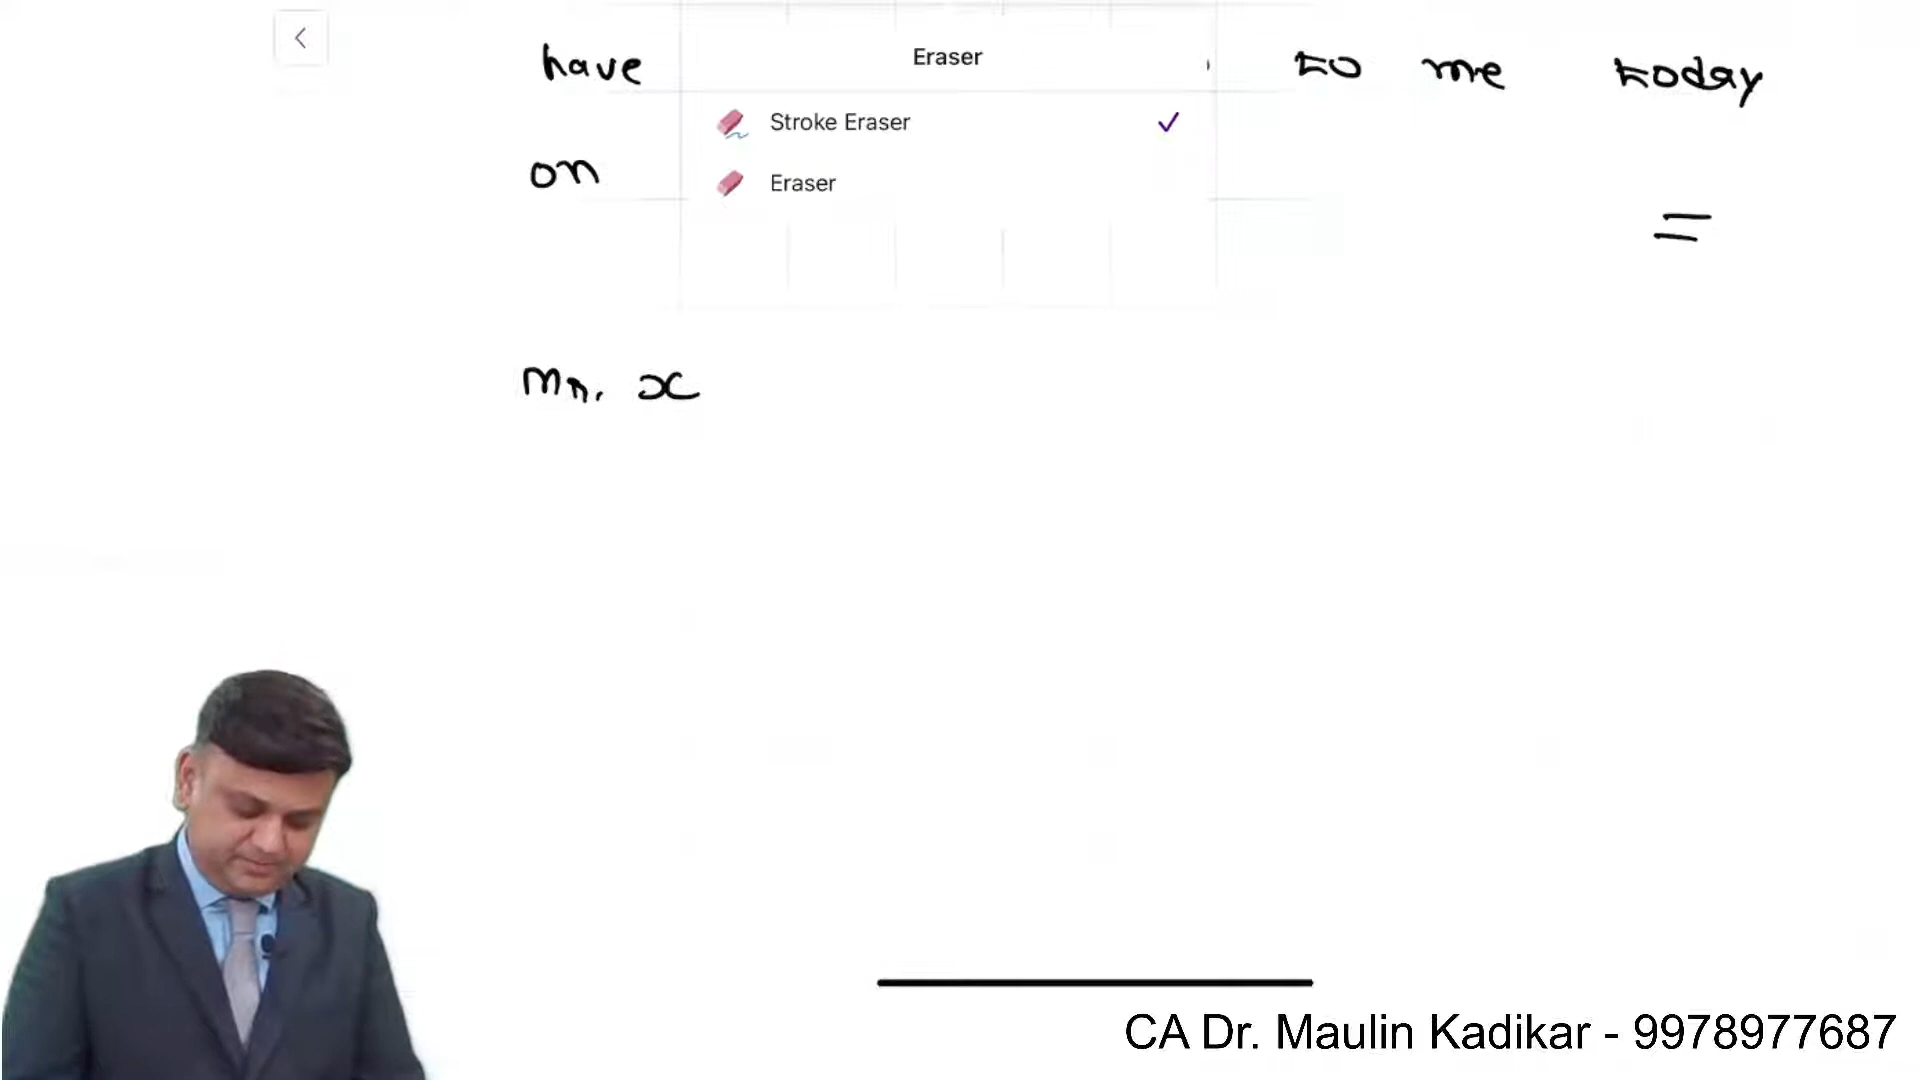 have to me today
Eraser
Stroke Eraser
on
Eraser
=
Mr. x
CA Dr. Maulin Kadikar - 9978977687